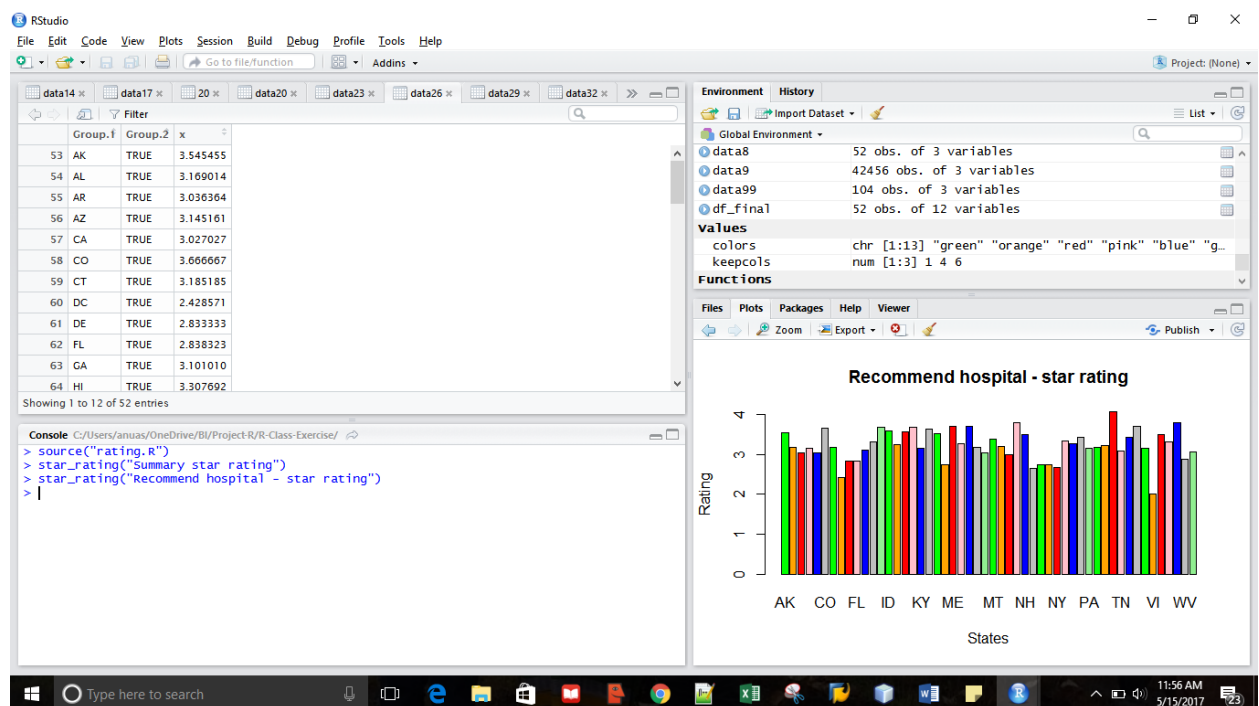 RStudio
File Edit Code View Plots Session Build Debug Profile Tools Help
Go to file/function Addins Project: (None)
data14 data17 20 data20 data23 data26 data29 data32
Filter
Group.1 Group.2 x
53 AK TRUE 3.545455
54 AL TRUE 3.169014
55 AR TRUE 3.036364
56 AZ TRUE 3.145161
57 CA TRUE 3.027027
58 CO TRUE 3.666667
59 CT TRUE 3.185185
60 DC TRUE 2.428571
61 DE TRUE 2.833333
62 FL TRUE 2.838323
63 GA TRUE 3.101010
64 HI TRUE 3.307692
Showing 1 to 12 of 52 entries
Console C:/Users/anuas/OneDrive/BI/Project-R/R-Class-Exercise/
> source("rating.R")
> star_rating("Summary star rating")
> star_rating("Recommend hospital - star rating")
>
Environment History
Import Dataset List
Global Environment
data8 52 obs. of 3 variables
data9 42456 obs. of 3 variables
data99 104 obs. of 3 variables
df_final 52 obs. of 12 variables
Values
colors chr [1:13] "green" "orange" "red" "pink" "blue" "g…
keepcols num [1:3] 1 4 6
Functions
Files Plots Packages Help Viewer
Zoom Export Publish
Recommend hospital - star rating
Rating
4
3
2
1
0
AK CO FL ID KY ME MT NH NY PA TN VI WV
States
Type here to search
11:56 AM
5/15/2017
23